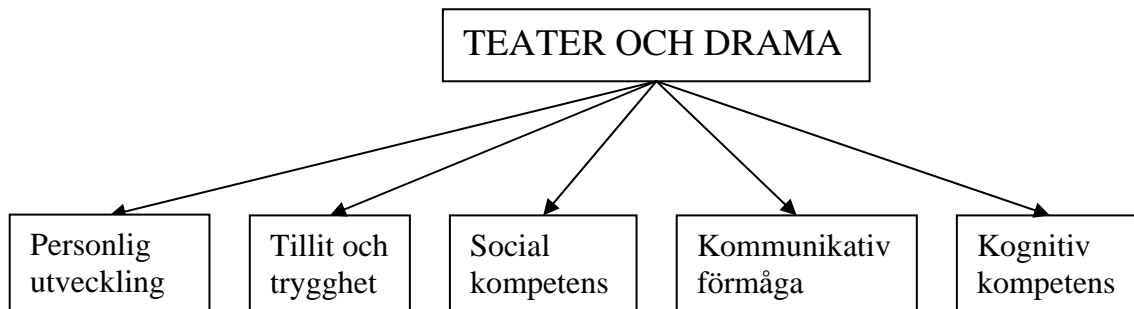 TEATER OCH DRAMA
Personlig
utveckling
Tillit och
trygghet
Social
kompetens
Kommunikativ
förmåga
Kognitiv
kompetens